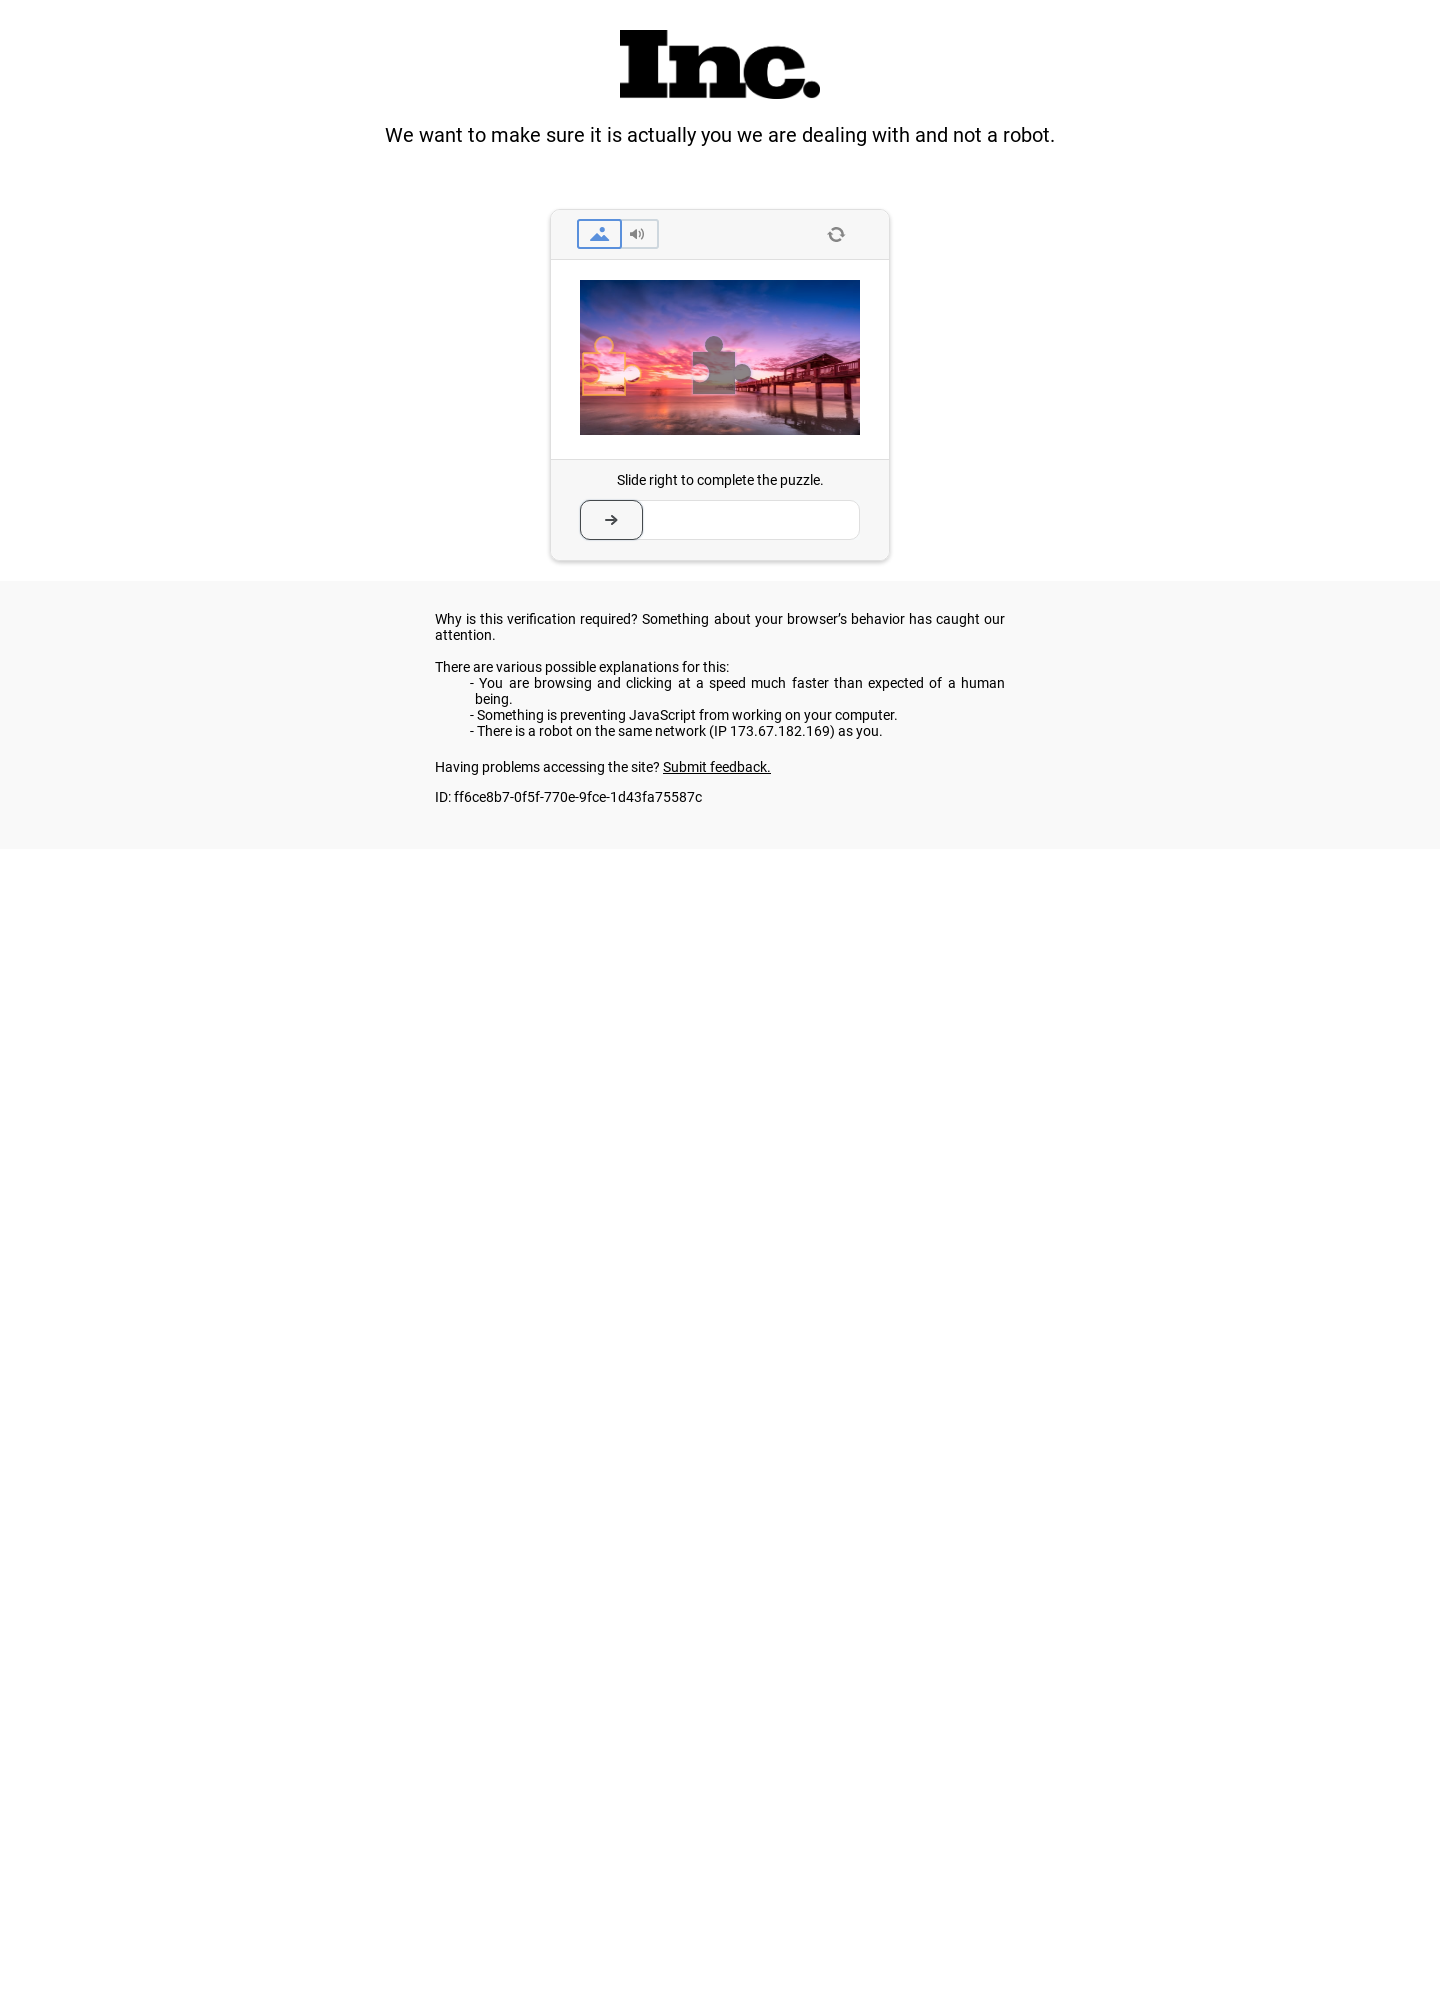 Inc.
We want to make sure it is actually you we are dealing with and not a robot.
Slide right to complete the puzzle.
Why is this verification required? Something about your browser’s behavior has caught our
attention.
There are various possible explanations for this:
- You are browsing and clicking at a speed much faster than expected of a human
being.
- Something is preventing JavaScript from working on your computer.
- There is a robot on the same network (IP 173.67.182.169) as you.
Having problems accessing the site? Submit feedback.
ID: ff6ce8b7-0f5f-770e-9fce-1d43fa75587c